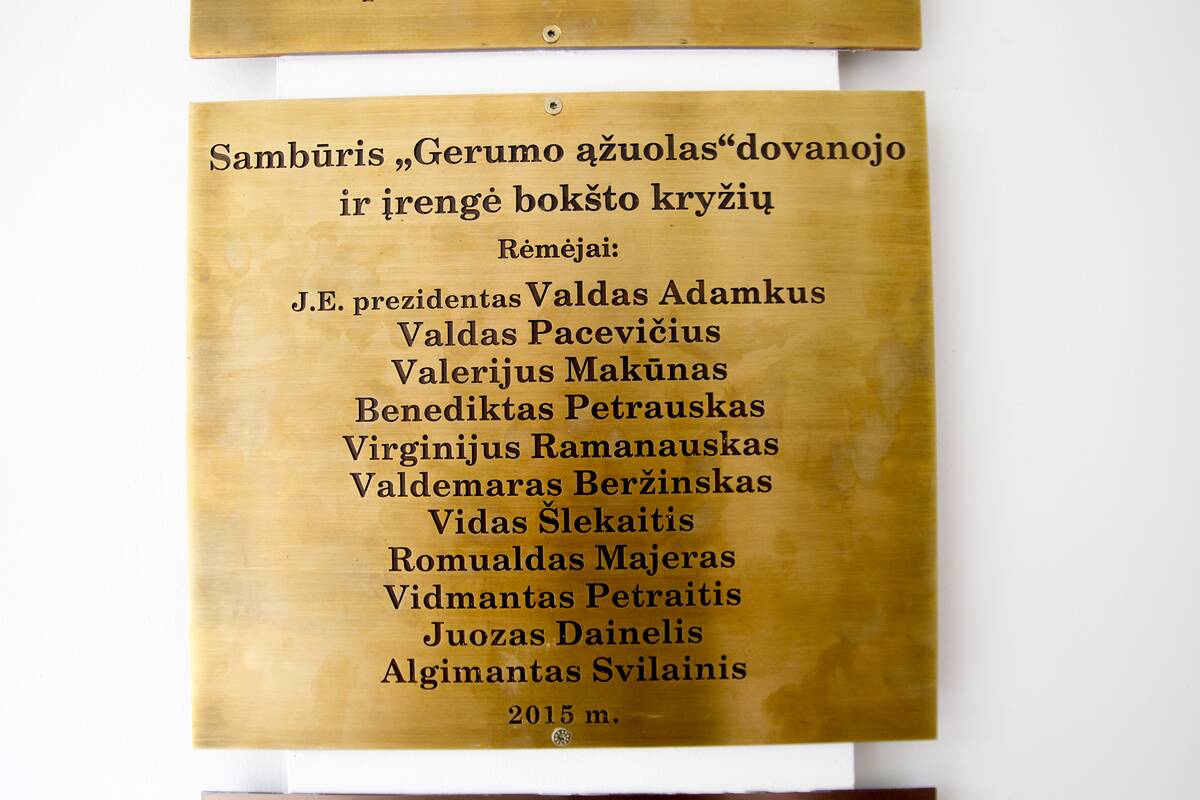 Sambūris „Gerumo ąžuolas“dovanojo
ir įrengė bokšto kryžių
Rėmėjai:
J.E. prezidentas Valdas Adamkus
Valdas Pacevičius
Valerijus Makūnas
Benediktas Petrauskas
Virginijus Ramanauskas
Valdemaras Beržinskas
Vidas Šlekaitis
Romualdas Majeras
Vidmantas Petraitis
Juozas Dainelis
Algimantas Svilainis
2015 m.